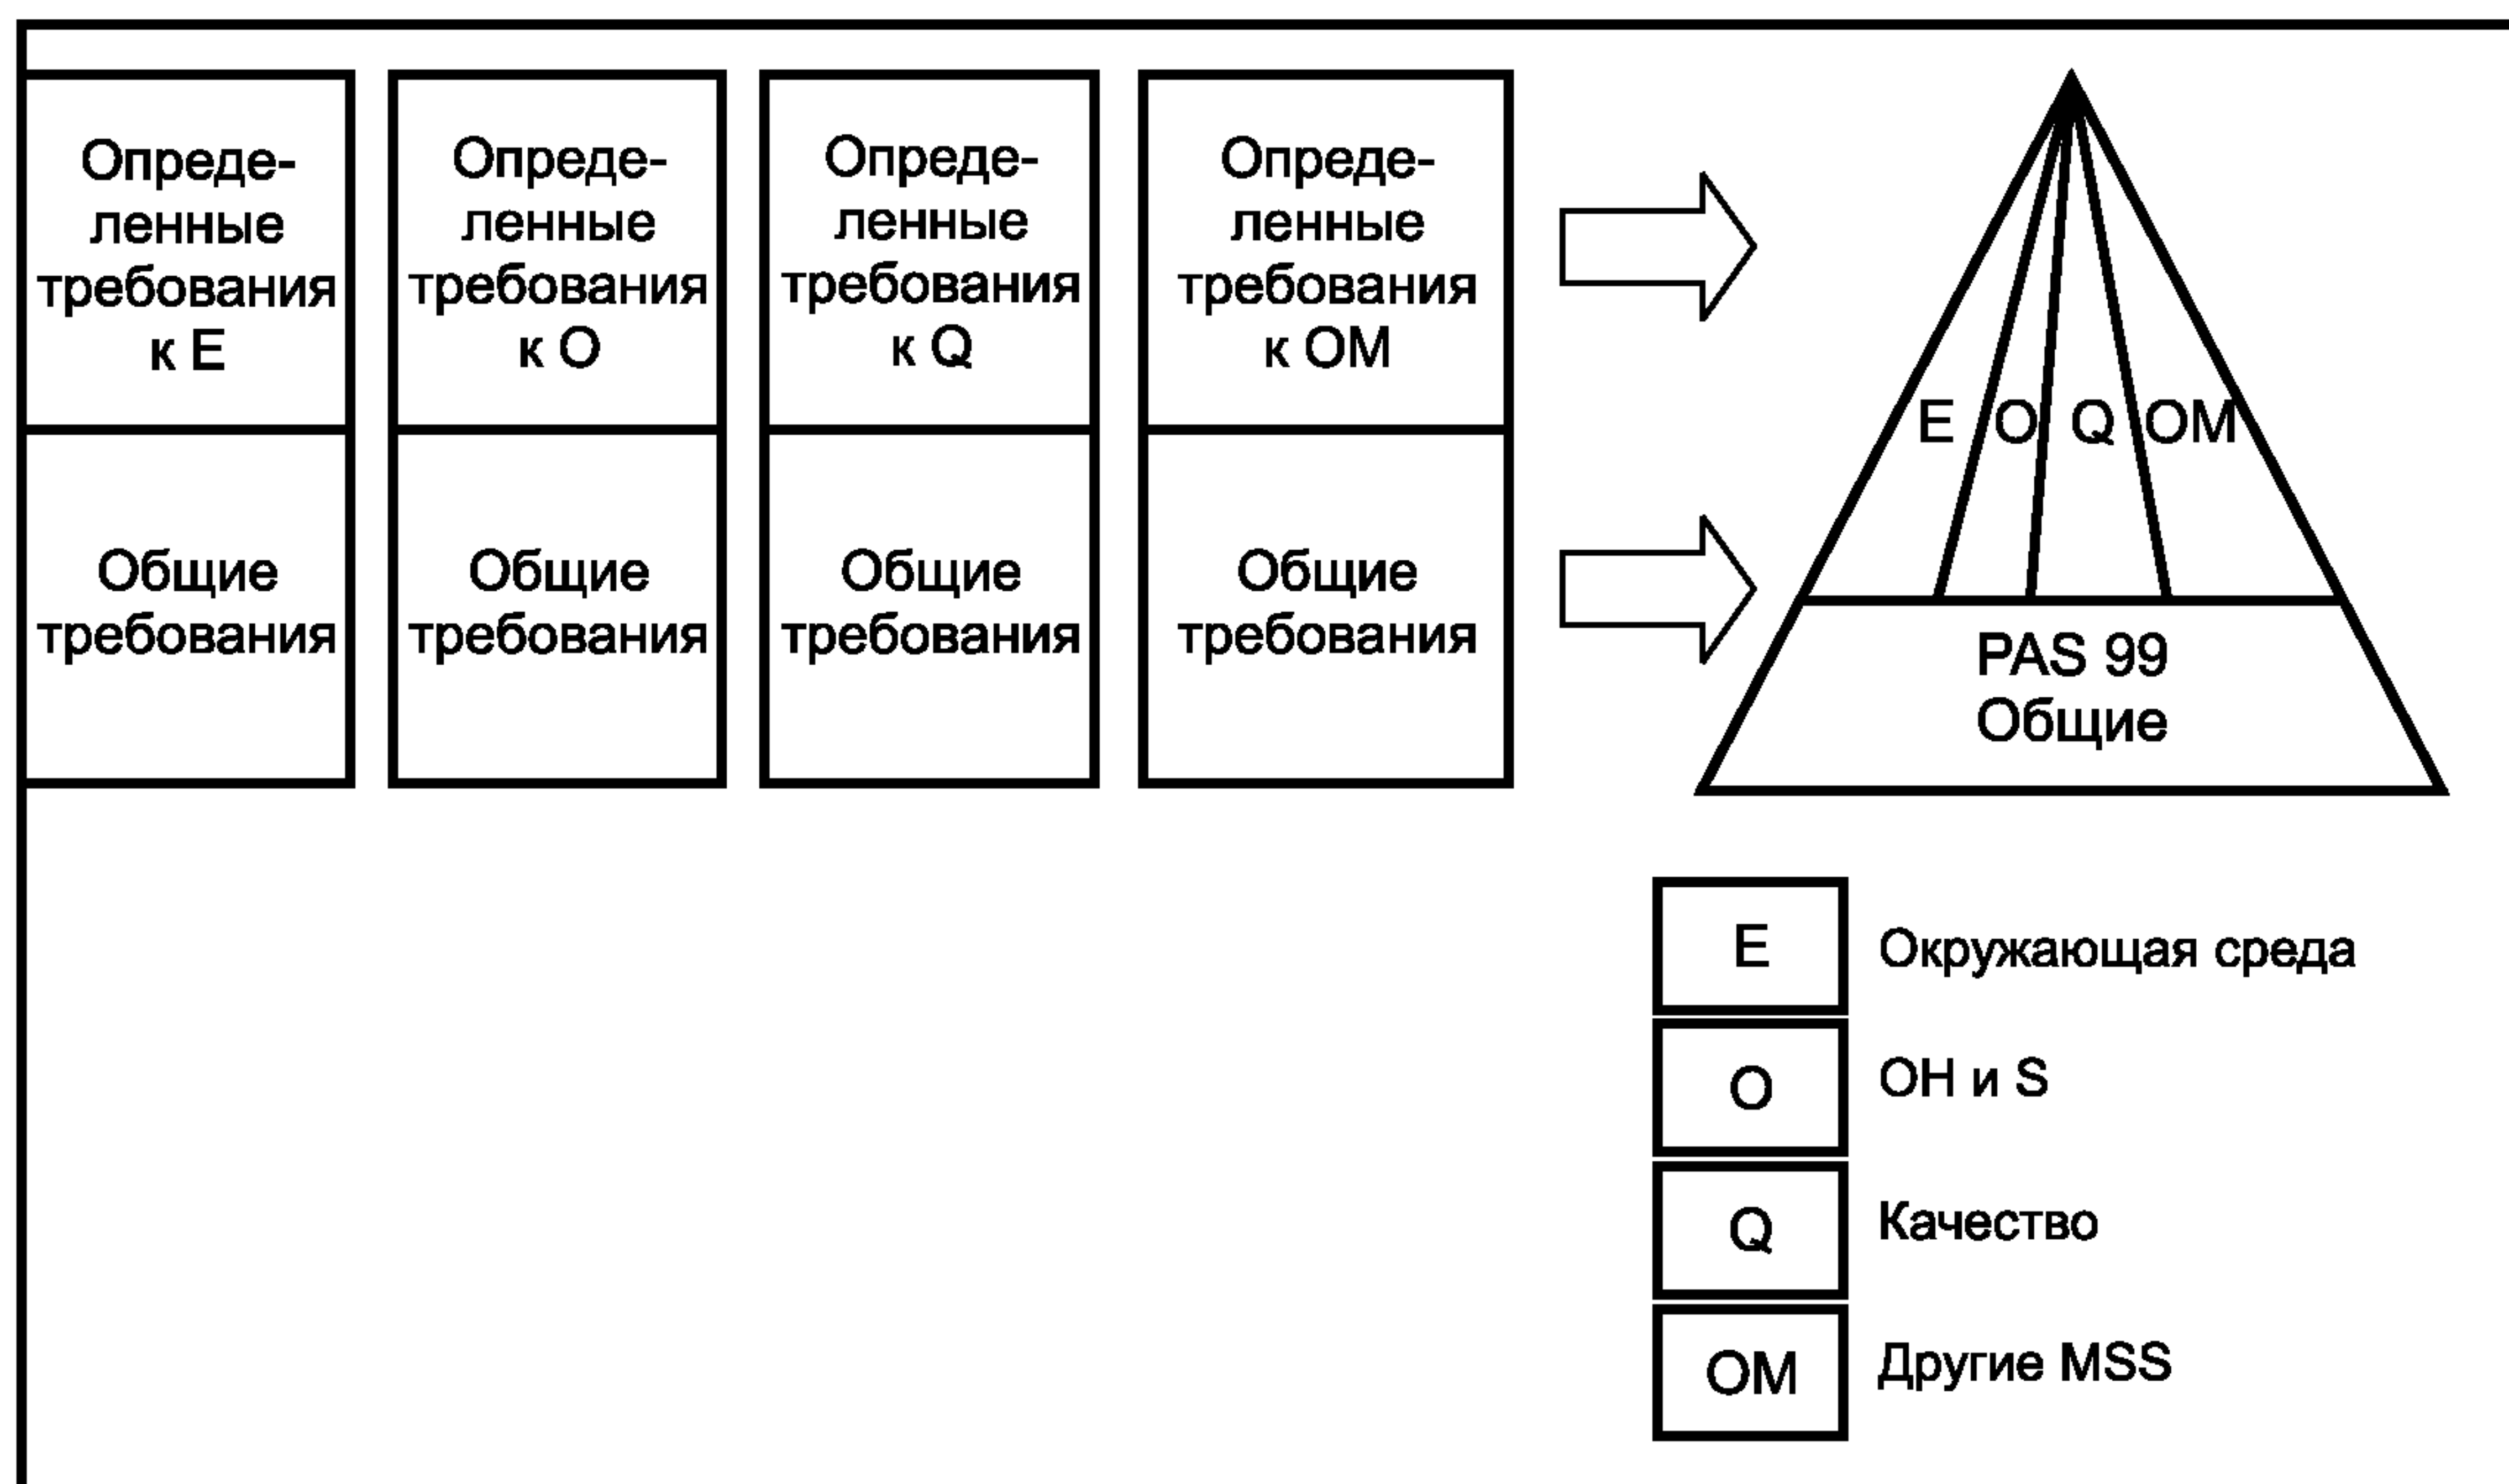 Опреде-
ленные
требования
к E
Опреде-
ленные
требования
к O
Опреде-
ленные
требования
к Q
Опреде-
ленные
требования
к OM
Общие
требования
Общие
требования
Общие
требования
Общие
требования
E O Q OM
PAS 99
Общие
E Окружающая среда
O OH и S
Q Качество
OM Другие MSS